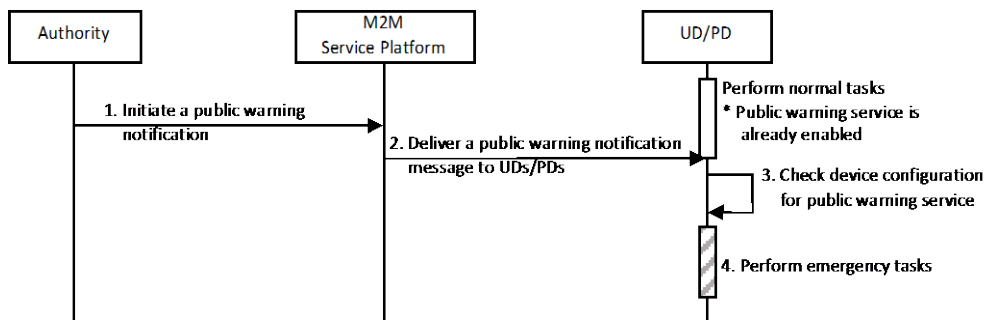 Authority
M2M
Service Platform
UD/PD
Perform normal tasks
* Public warning service is
already enabled
1. Initiate a public warning
notification
2. Deliver a public warning notification
message to UDs/PDs
3. Check device configuration
for public warning service
4. Perform emergency tasks